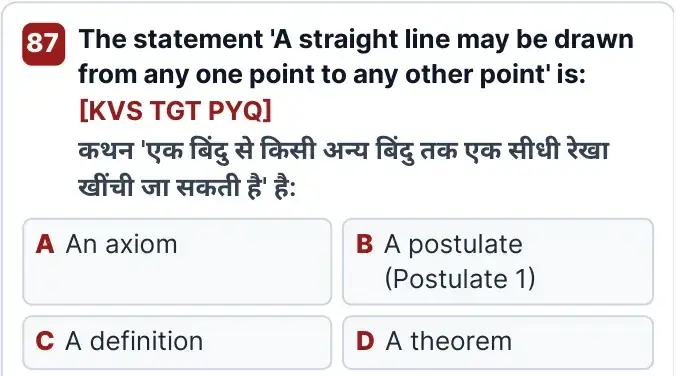 87 The statement 'A straight line may be drawn
from any one point to any other point' is:
[KVS TGT PYQ]
कथन 'एक बिंदु से किसी अन्य बिंदु तक एक सीधी रेखा
खींची जा सकती है' है:
A An axiom
B A postulate
(Postulate 1)
C A definition
D A theorem